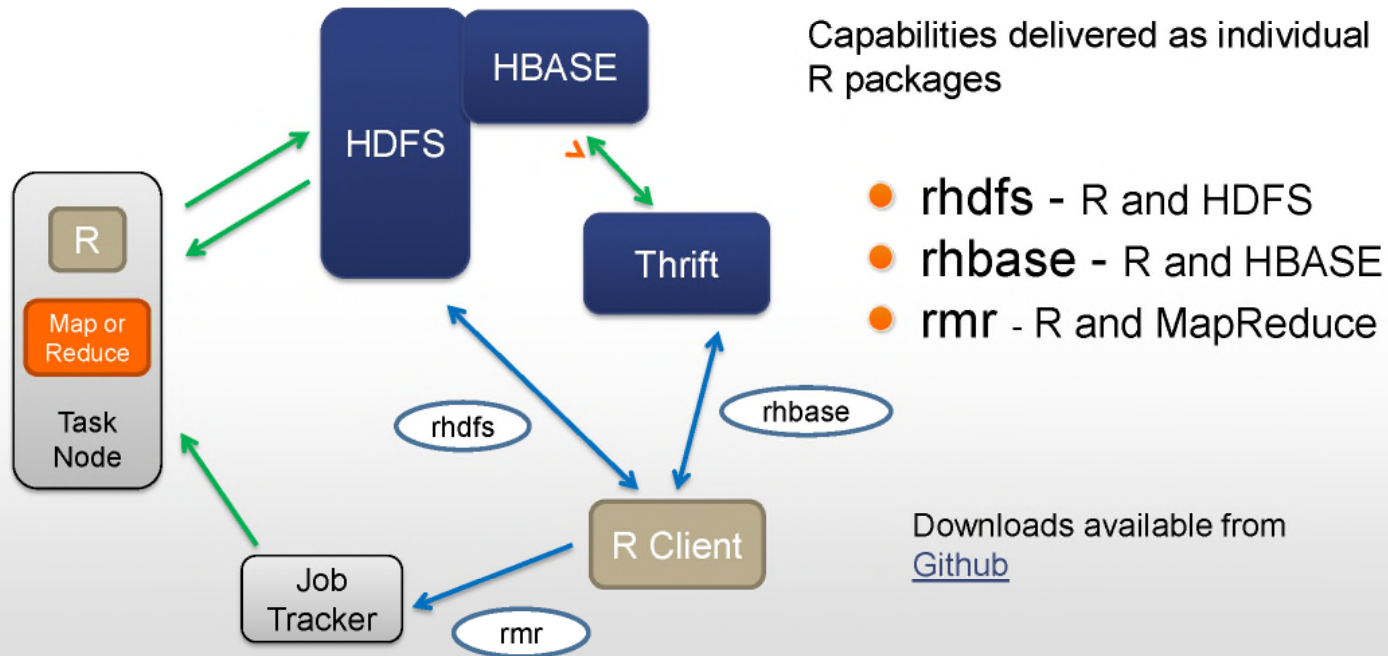 HDFS
HBASE
Thrift
R
Map or
Reduce
Task
Node
rhdfs
rhbase
R Client
Job
Tracker
rmr
Capabilities delivered as individual
R packages
rhdfs - R and HDFS
rhbase - R and HBASE
rmr - R and MapReduce
Downloads available from
Github